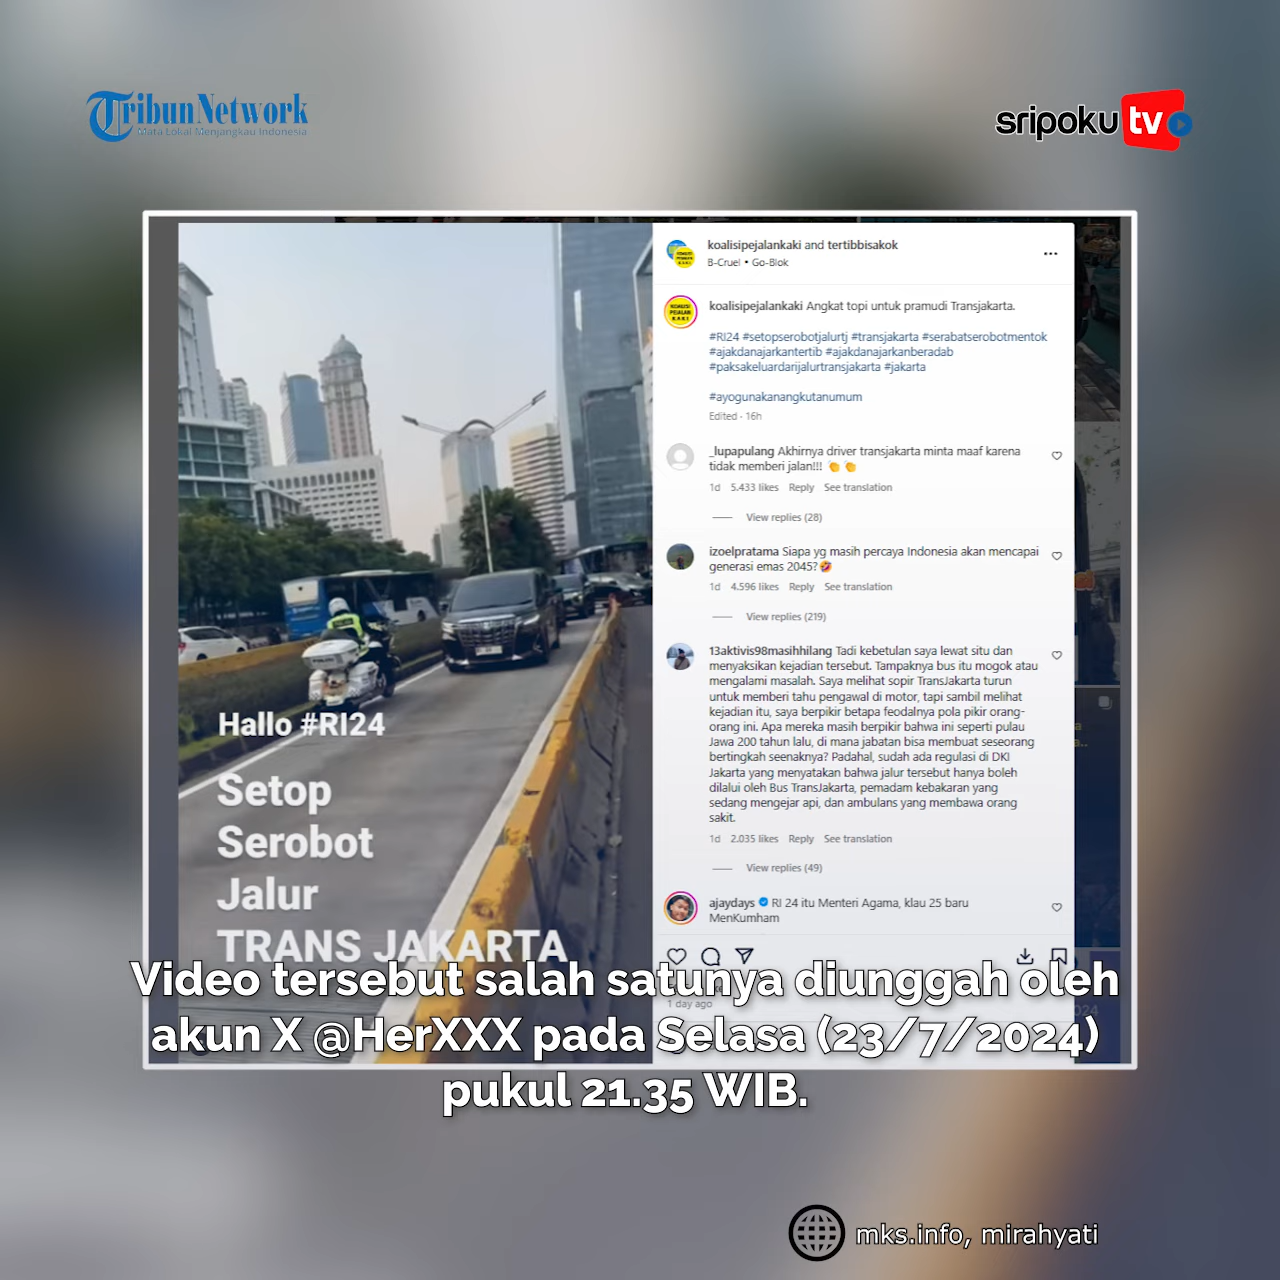 Tribun Network
Mata Lokal Menjangkau Indonesia
sripoku tv
koalisipejalankaki and tertibbisakok
B-Cruel • Go-Blok
koalisipejalankaki Angkat topi untuk pramudi Transjakarta.
#RI24 #setopserobotjalurtj #transjakarta #serabatserobotmentok
#ajakdanajarkantertib #ajakdanajarkanberadab
#paksakeluardarijalurtransjakarta #jakarta
#ayogunakanangkutanumum
Edited · 16h
_lupapulang Akhirnya driver transjakarta minta maaf karena
tidak memberi jalan!!! 👏 👏
1d 5.433 likes Reply See translation
View replies (28)
izoelpratama Siapa yg masih percaya Indonesia akan mencapai
generasi emas 2045?🤣
1d 4.596 likes Reply See translation
View replies (219)
13aktivis98masihhilang Tadi kebetulan saya lewat situ dan
menyaksikan kejadian tersebut. Tampaknya bus itu mogok atau
mengalami masalah. Saya melihat sopir TransJakarta turun
untuk memberi tahu pengawal di motor, tapi sambil melihat
kejadian itu, saya berpikir betapa feodalnya pola pikir orang-
orang ini. Apa mereka masih berpikir bahwa ini seperti pulau
Jawa 200 tahun lalu, di mana jabatan bisa membuat seseorang
bertingkah seenaknya? Padahal, sudah ada regulasi di DKI
Jakarta yang menyatakan bahwa jalur tersebut hanya boleh
dilalui oleh Bus TransJakarta, pemadam kebakaran yang
sedang mengejar api, dan ambulans yang membawa orang
sakit.
1d 2.035 likes Reply See translation
View replies (49)
ajaydays RI 24 itu Menteri Agama, klau 25 baru
MenKumham
1 day ago
Hallo #RI24
Setop
Serobot
Jalur
TRANS JAKARTA
Video tersebut salah satunya diunggah oleh
akun X @HerXXX pada Selasa (23/7/2024)
pukul 21.35 WIB.
mks.info, mirahyati